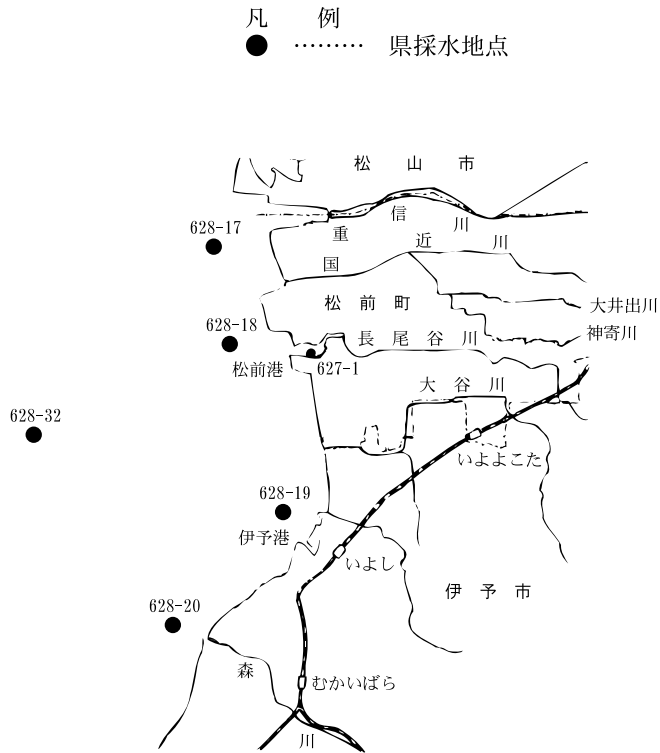 凡 例
● ……… 県採水地点
松 山 市
628-17
重 信 川
国 近 川
松 前 町
大井出川
神寄川
628-18
長 尾 谷 川
松前港
627-1
大 谷 川
628-32
いよよこた
628-19
伊予港
いよし
伊 予 市
628-20
森 川
むかいばら